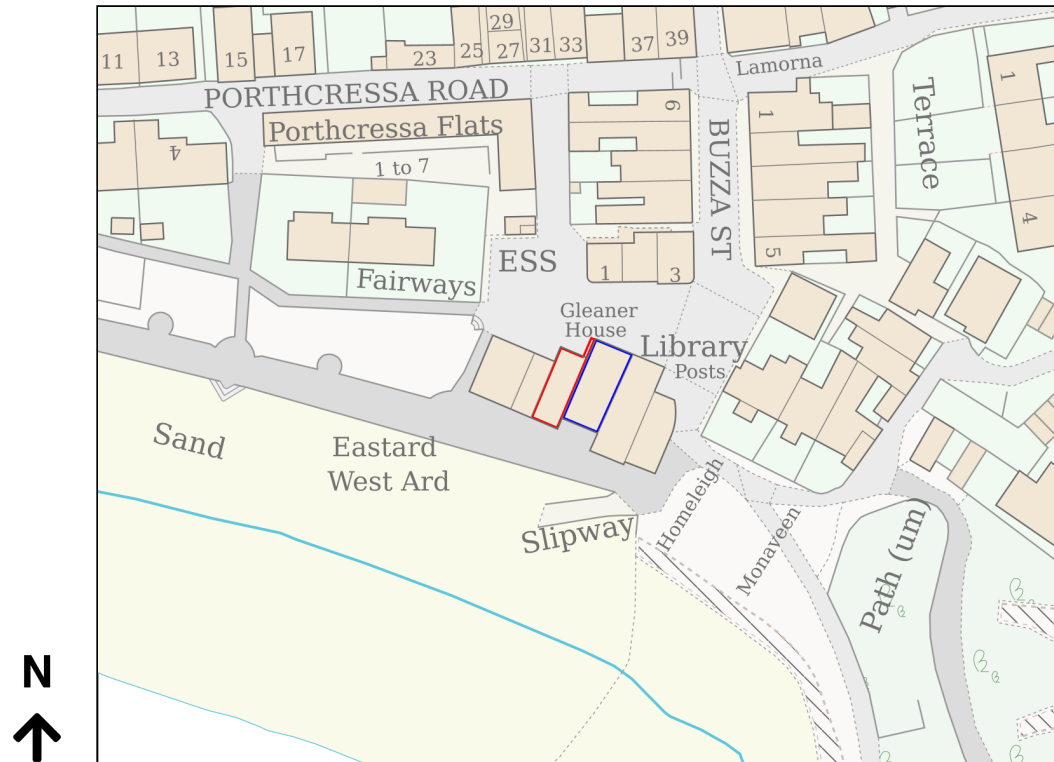 29
11
13
15
17
23
25
27
31
33
37
39
Lamorna
PORTHCRESSA ROAD
Porthcressa Flats
1 to 7
4
6
BUZZA ST
1
5
Terrace
1
4
ESS
1
3
Fairways
Gleaner
House
Library
Posts
Sand
Eastard
West Ard
Slipway
Homeleigh
Monaveen
Path (um)
N